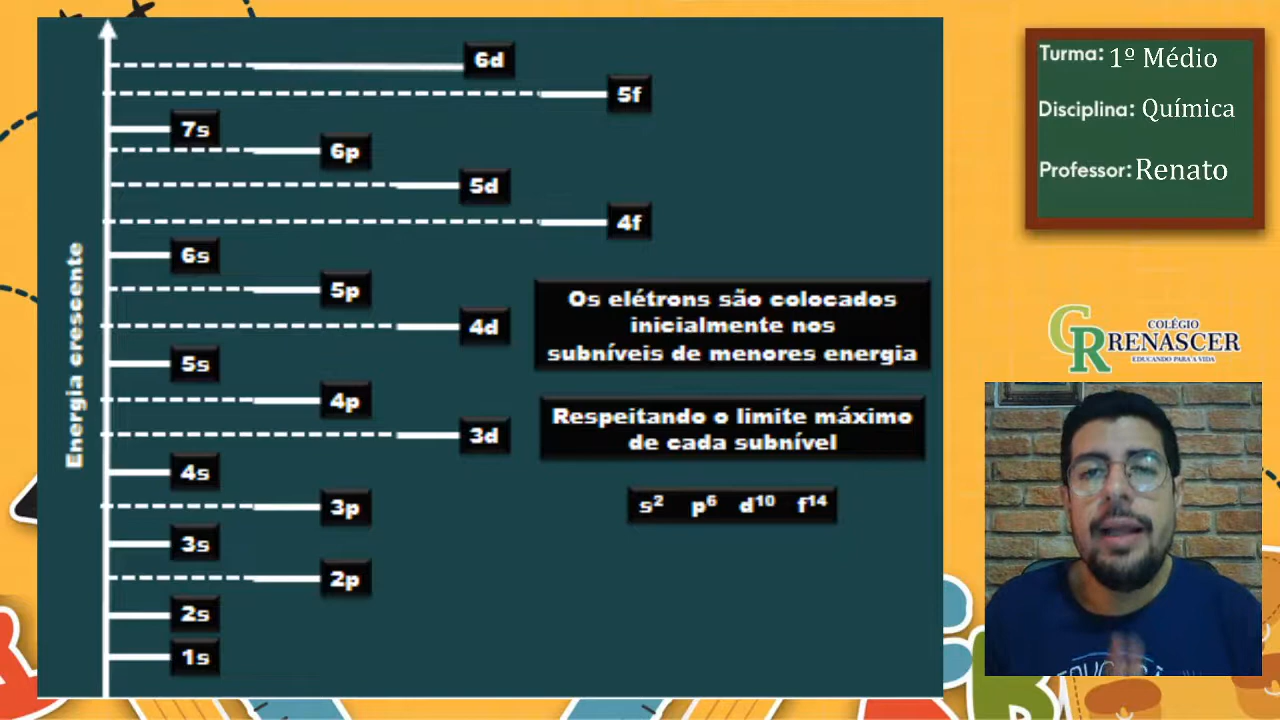 Energia crescente
6d
5f
7s
6p
5d
4f
6s
5p
4d
5s
4p
3d
4s
3p
3s
2p
2s
1s
Os elétrons são colocados
inicialmente nos
subníveis de menores energia
Respeitando o limite máximo
de cada subnível
s² p⁶ d¹⁰ f¹⁴
Turma: 1º Médio
Disciplina: Química
Professor: Renato
CR
COLÉGIO
RENASCER
EDUCANDO PARA A VIDA